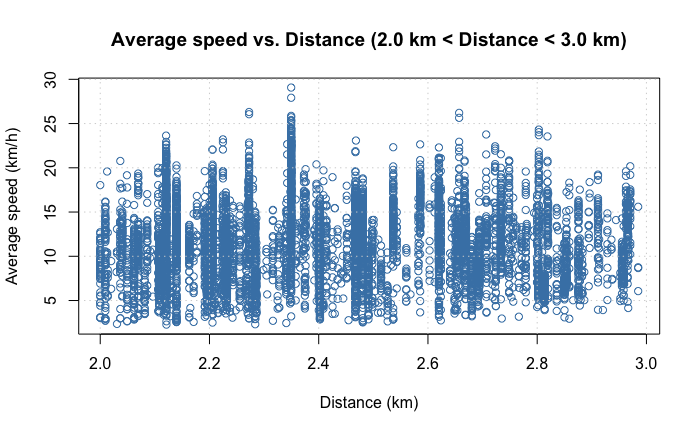 Average speed vs. Distance (2.0 km < Distance < 3.0 km)
Average speed (km/h)
30
25
20
15
10
5
2.0 2.2 2.4 2.6 2.8 3.0
Distance (km)